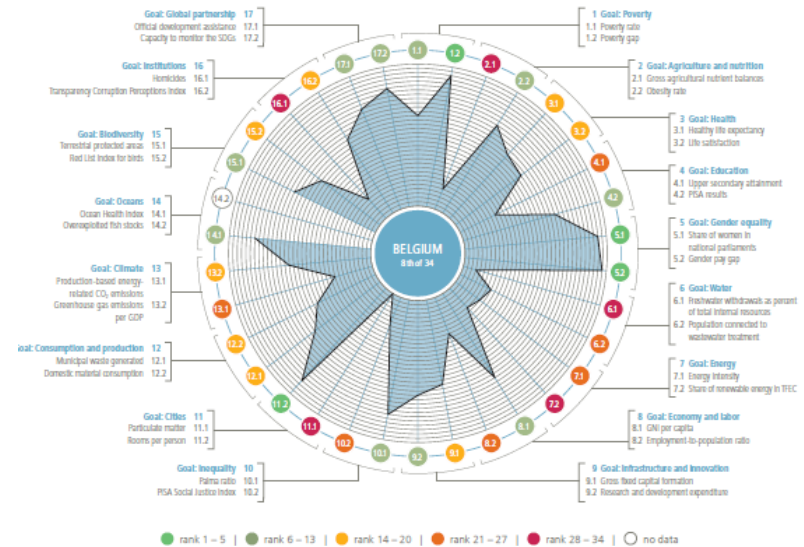 Goal: Global partnership 17
Official development assistance 17.1
Capacity to monitor the SDGs 17.2
Goal: Institutions 16
Homicides 16.1
Transparency Corruption Perceptions Index 16.2
Goal: Biodiversity 15
Terrestrial protected areas 15.1
Red List Index for birds 15.2
Goal: Oceans 14
Ocean Health Index 14.1
Overexploited fish stocks 14.2
Goal: Climate 13
Production-based energy- 13.1
related CO₂ emissions
Greenhouse gas emissions 13.2
per GDP
Goal: Consumption and production 12
Municipal waste generated 12.1
Domestic material consumption 12.2
Goal: Cities 11
Particulate matter 11.1
Rooms per person 11.2
Goal: Inequality 10
Palma ratio 10.1
PISA Social Justice Index 10.2
1 Goal: Poverty
1.1 Poverty rate
1.2 Poverty gap
2 Goal: Agriculture and nutrition
2.1 Gross agricultural nutrient balances
2.2 Obesity rate
3 Goal: Health
3.1 Healthy life expectancy
3.2 Life satisfaction
4 Goal: Education
4.1 Upper secondary attainment
4.2 PISA results
5 Goal: Gender equality
5.1 Share of women in
national parliaments
5.2 Gender pay gap
6 Goal: Water
6.1 Freshwater withdrawals as percent
of total internal resources
6.2 Population connected to
wastewater treatment
7 Goal: Energy
7.1 Energy intensity
7.2 Share of renewable energy in TFEC
8 Goal: Economy and labor
8.1 GNI per capita
8.2 Employment-to-population ratio
9 Goal: Infrastructure and innovation
9.1 Gross fixed capital formation
9.2 Research and development expenditure
1.1
1.2
2.1
2.2
3.1
3.2
4.1
4.2
5.1
5.2
6.1
6.2
7.1
7.2
8.1
8.2
9.1
9.2
10.1
10.2
11.1
11.2
12.1
12.2
13.1
13.2
14.1
14.2
15.1
15.2
16.1
16.2
17.1
17.2
BELGIUM
8th of 34
rank 1 – 5 | rank 6 – 13 | rank 14 – 20 | rank 21 – 27 | rank 28 – 34 | no data